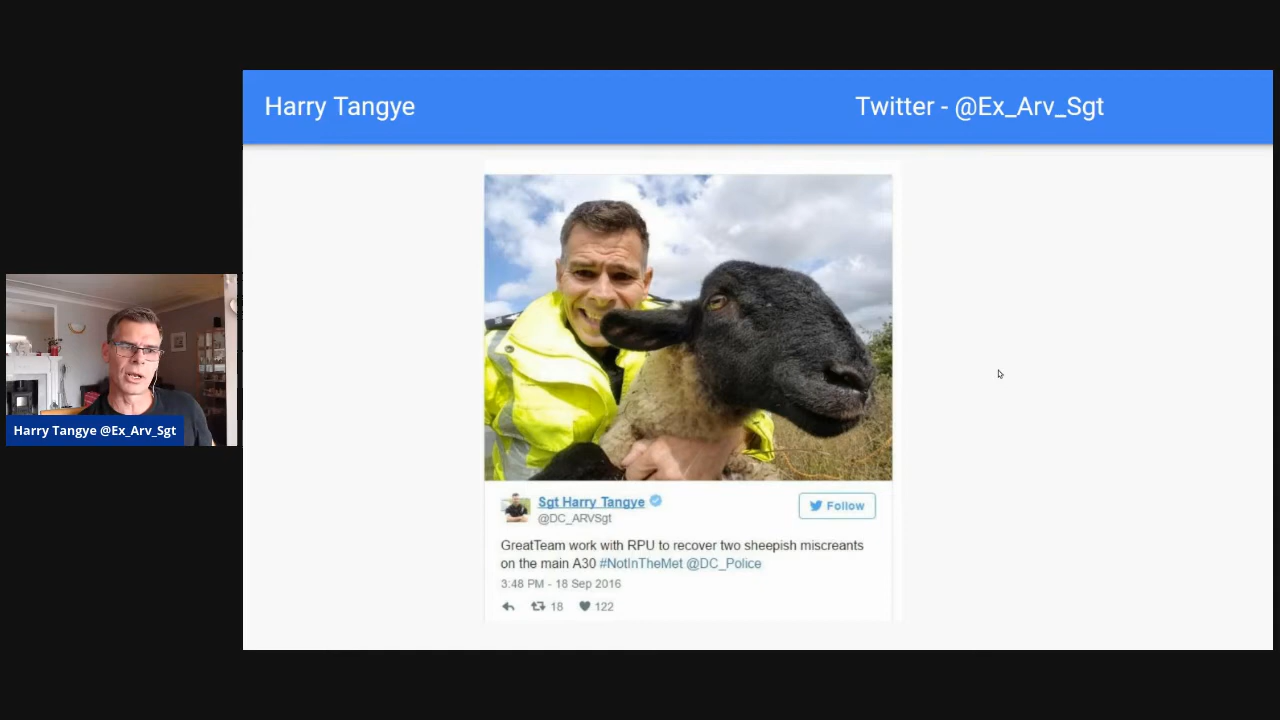 Harry Tangye
Twitter - @Ex_Arv_Sgt
Harry Tangye @Ex_Arv_Sgt
Sgt Harry Tangye
@DC_ARVSgt
Follow
GreatTeam work with RPU to recover two sheepish miscreants
on the main A30 #NotInTheMet @DC_Police
3:48 PM - 18 Sep 2016
18
122